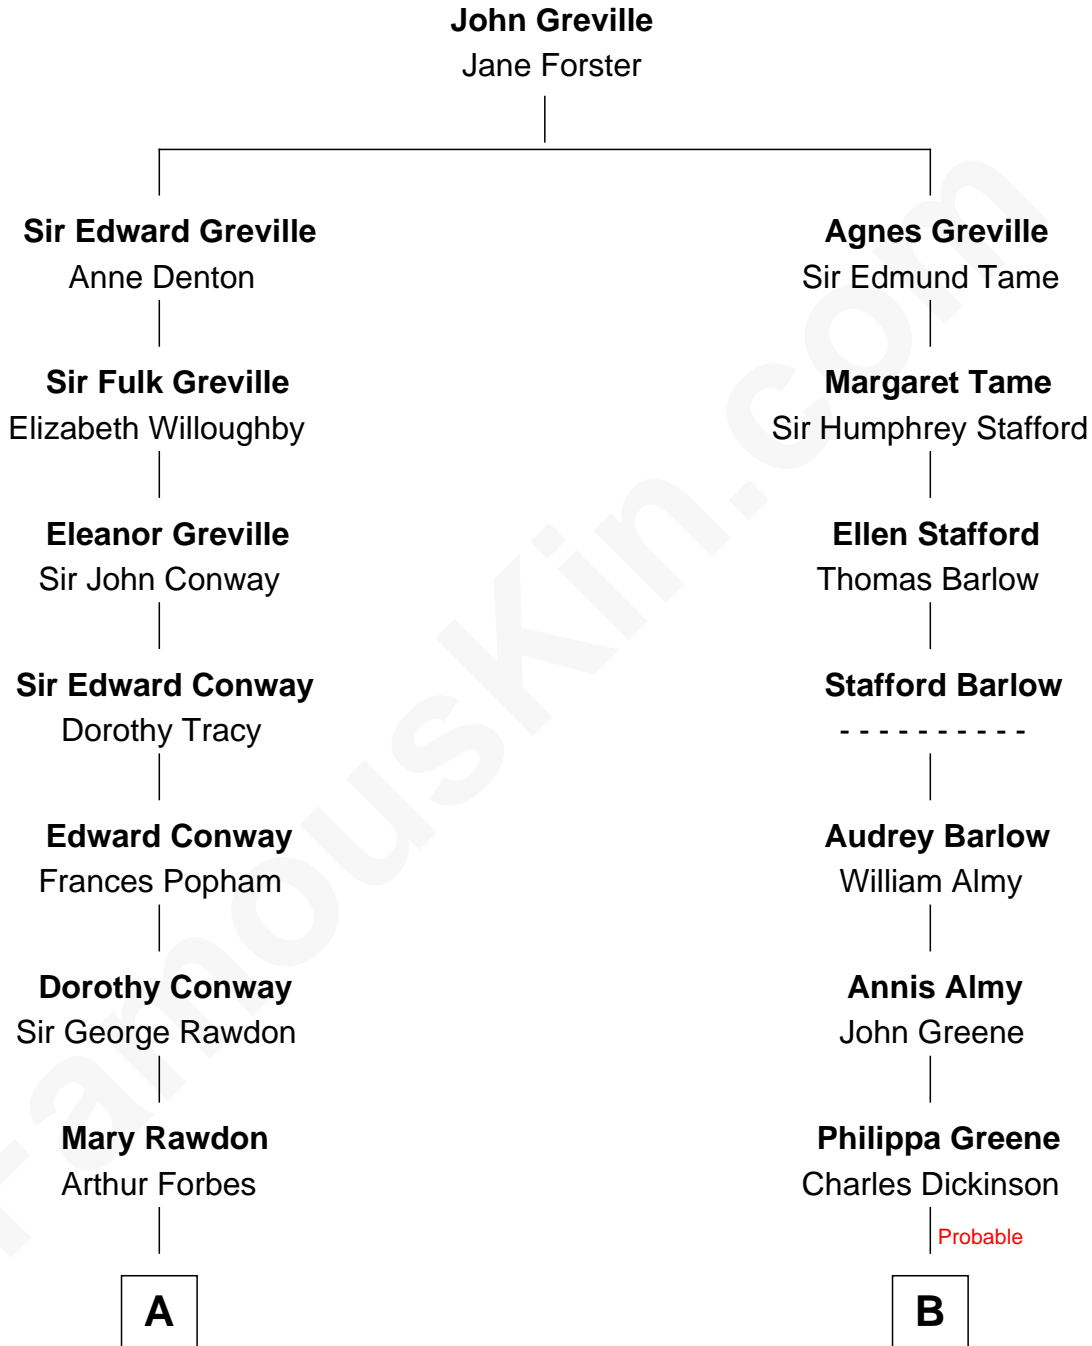 John Greville
Jane Forster
Sir Edward Greville
Anne Denton
Agnes Greville
Sir Edmund Tame
Sir Fulk Greville
Elizabeth Willoughby
Margaret Tame
Sir Humphrey Stafford
Eleanor Greville
Sir John Conway
Ellen Stafford
Thomas Barlow
Sir Edward Conway
Dorothy Tracy
Stafford Barlow
- - - - - - - - - -
Edward Conway
Frances Popham
Audrey Barlow
William Almy
Dorothy Conway
Sir George Rawdon
Annis Almy
John Greene
Mary Rawdon
Arthur Forbes
Philippa Greene
Charles Dickinson
Probable
A
B
FamousKin.com